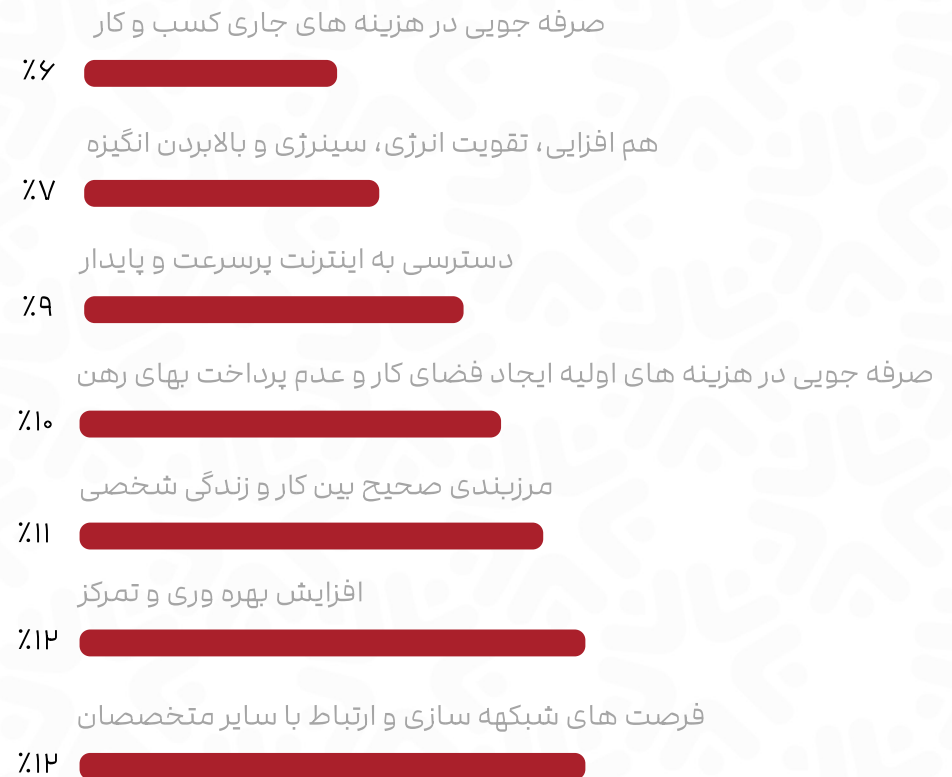 صرفه جویی در هزینه های جاری کسب و کار
٪۶
هم افزایی، تقویت انرژی، سینرژی و بالابردن انگیزه
٪۷
دسترسی به اینترنت پرسرعت و پایدار
٪۹
صرفه جویی در هزینه های اولیه ایجاد فضای کار و عدم پرداخت بهای رهن
٪۱۰
مرزبندی صحیح بین کار و زندگی شخصی
٪۱۱
افزایش بهره وری و تمرکز
٪۱۲
فرصت های شبکهه سازی و ارتباط با سایر متخصصان
٪۱۲